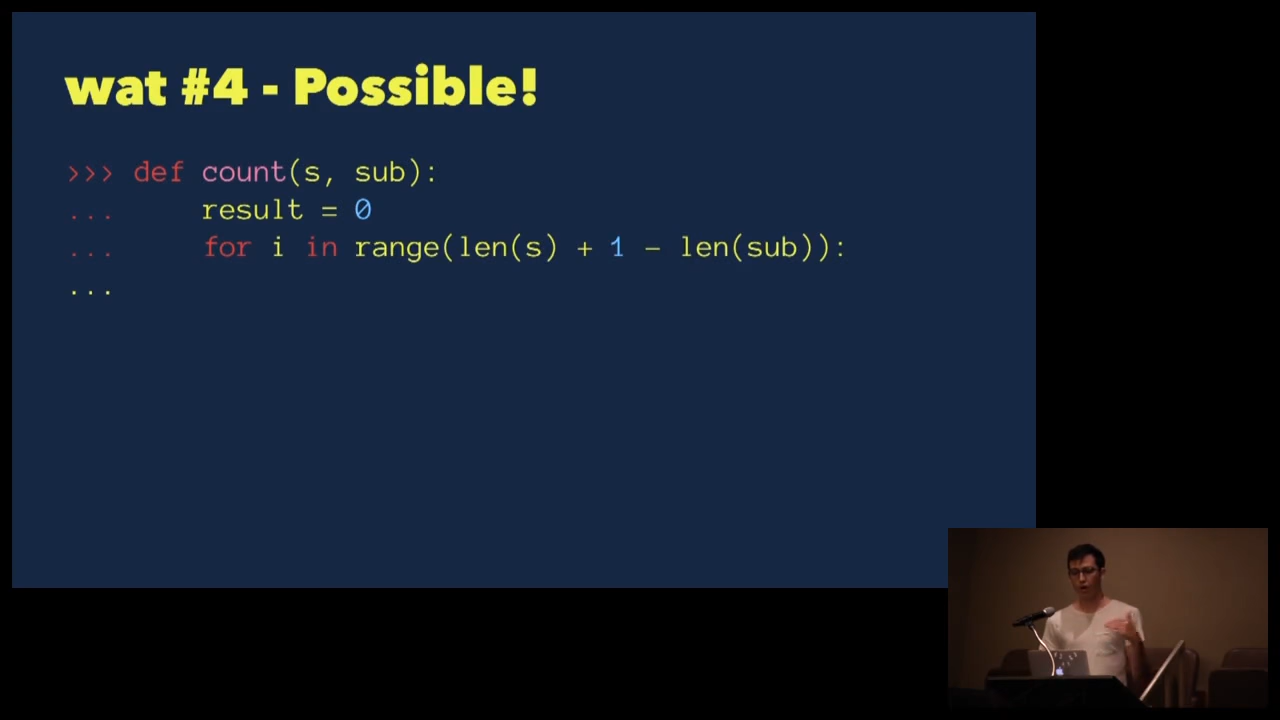 wat #4 - Possible!
>>> def count(s, sub):
...     result = 0
...     for i in range(len(s) + 1 - len(sub)):
...